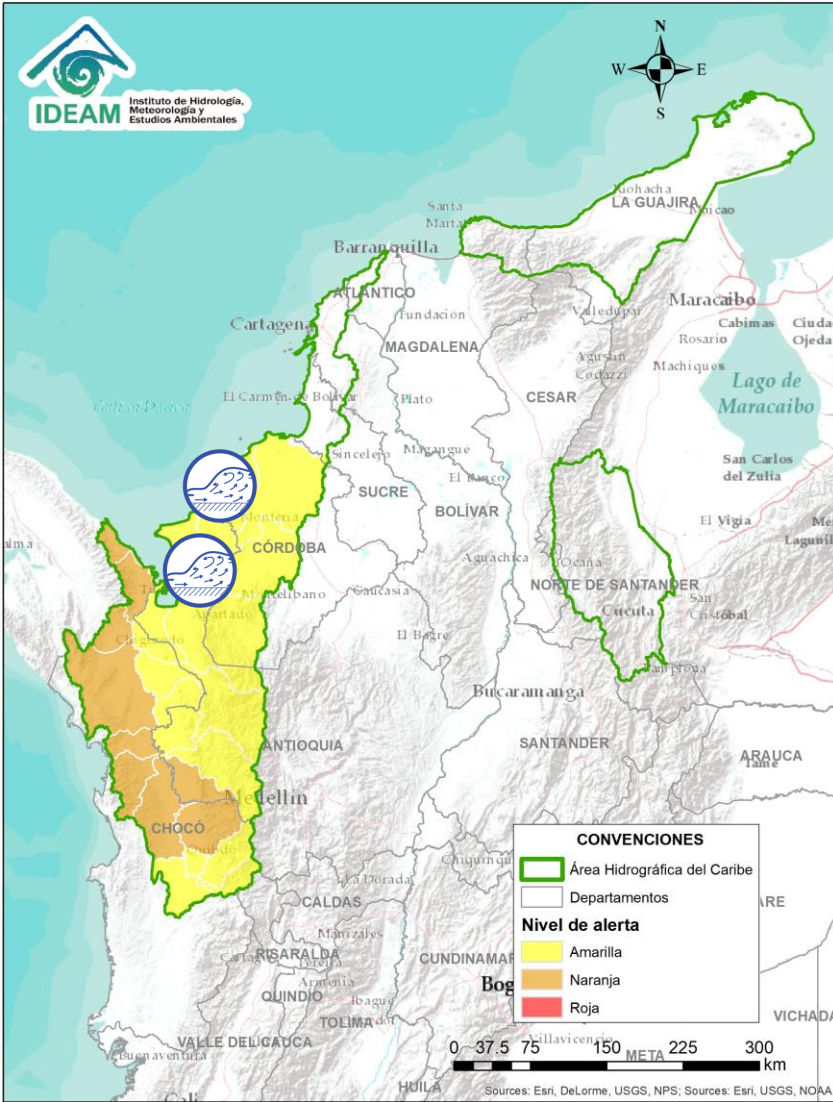 IDEAM
Instituto de Hidrología,
Meteorología y
Estudios Ambientales
N
W
E
S
Riohacha
LA GUAJIRA
Maicao
Santa
Marta
Barranquilla
ATLÁNTICO
Maracaibo
Cartagena
Fundación
Valledupar
Cabimas
Ciudad
Ojeda
Rosario
MAGDALENA
Machiques
Agustín
Codazzi
Lago de
Maracaibo
El Carmen de Bolívar
Plato
CESAR
Sincelejo
Magangué
San Carlos
del Zulia
El Banco
SUCRE
BOLÍVAR
El Vigía
Montería
CÓRDOBA
Aguachica
Ocaña
NORTE DE SANTANDER
Cúcuta
San
Cristóbal
Montelíbano
Caucasia
Apartadó
El Bagre
Chigorodó
Pamplona
Bucaramanga
ANTIOQUIA
SANTANDER
ARAUCA
Tame
Medellín
CHOCÓ
Quibdó
CONVENCIONES
Área Hidrográfica del Caribe
Departamentos
Nivel de alerta
Amarilla
Naranja
Roja
La Dorada
CALDAS
Manizales
RISARALDA
Pereira
Armenia
QUINDIO
Ibagué
TOLIMA
VALLE DEL CAUCA
Buenaventura
Villavicencio
META
VICHADA
HUILA
Cali
0 37.5 75 150 225 300
km
Sources: Esri, DeLorme, USGS, NPS; Sources: Esri, USGS, NOAA